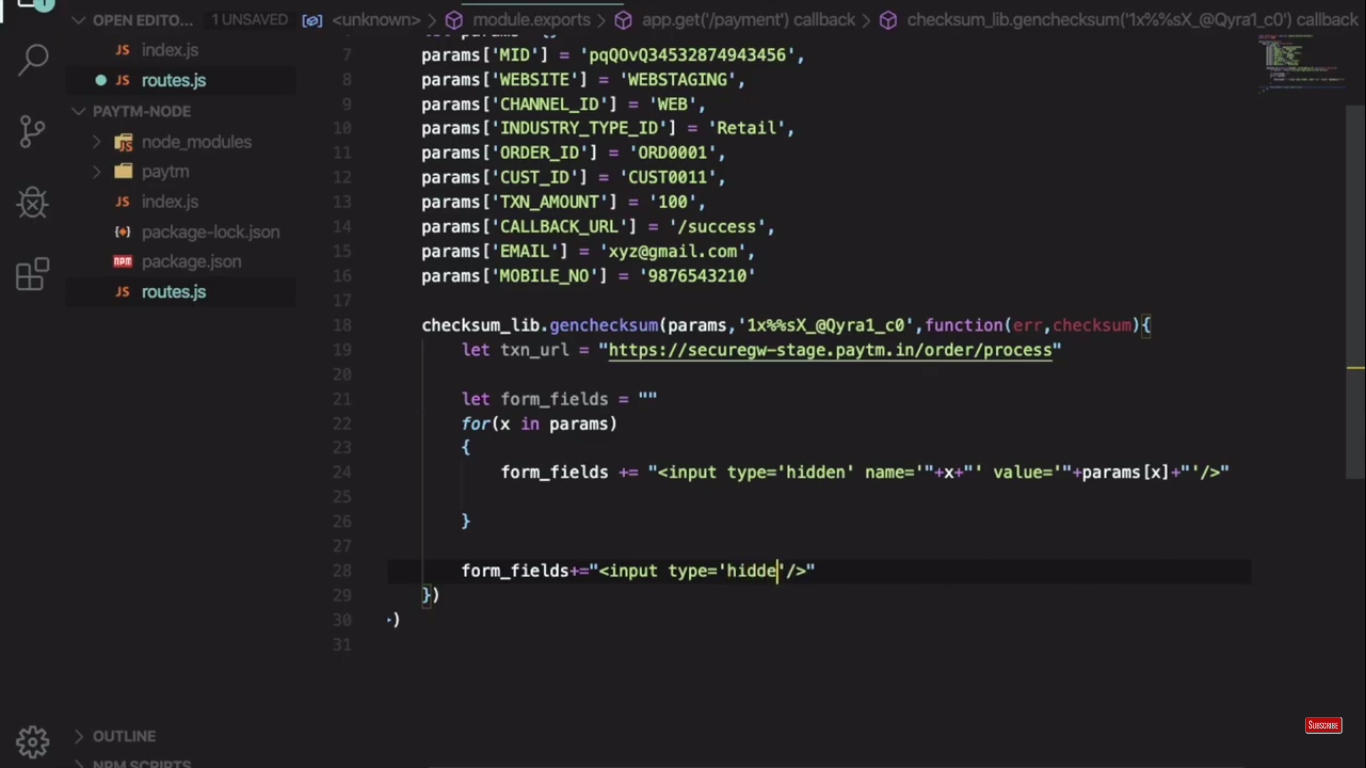 OPEN EDITO... 1 UNSAVED
<unknown> > module.exports > app.get('/payment') callback > checksum_lib.genchecksum('1x%%sX_@Qyra1_c0') callback
JS index.js
JS routes.js
PAYTM-NODE
node_modules
paytm
JS index.js
package-lock.json
npm package.json
JS routes.js
7 params['MID'] = 'pqQOvQ34532874943456',
8 params['WEBSITE'] = 'WEBSTAGING',
9 params['CHANNEL_ID'] = 'WEB',
10 params['INDUSTRY_TYPE_ID'] = 'Retail',
11 params['ORDER_ID'] = 'ORD0001',
12 params['CUST_ID'] = 'CUST0011',
13 params['TXN_AMOUNT'] = '100',
14 params['CALLBACK_URL'] = '/success',
15 params['EMAIL'] = 'xyz@gmail.com',
16 params['MOBILE_NO'] = '9876543210'
17
18 checksum_lib.genchecksum(params,'1x%%sX_@Qyra1_c0',function(err,checksum){
19 let txn_url = "https://securegw-stage.paytm.in/order/process"
20
21 let form_fields = ""
22 for(x in params)
23 {
24 form_fields += "<input type='hidden' name='"+x+"' value='"+params[x]+"'/>"
25
26 }
27
28 form_fields+="<input type='hidde'/>"
29 })
30 )
31
OUTLINE
NPM SCRIPTS
SUBSCRIBE